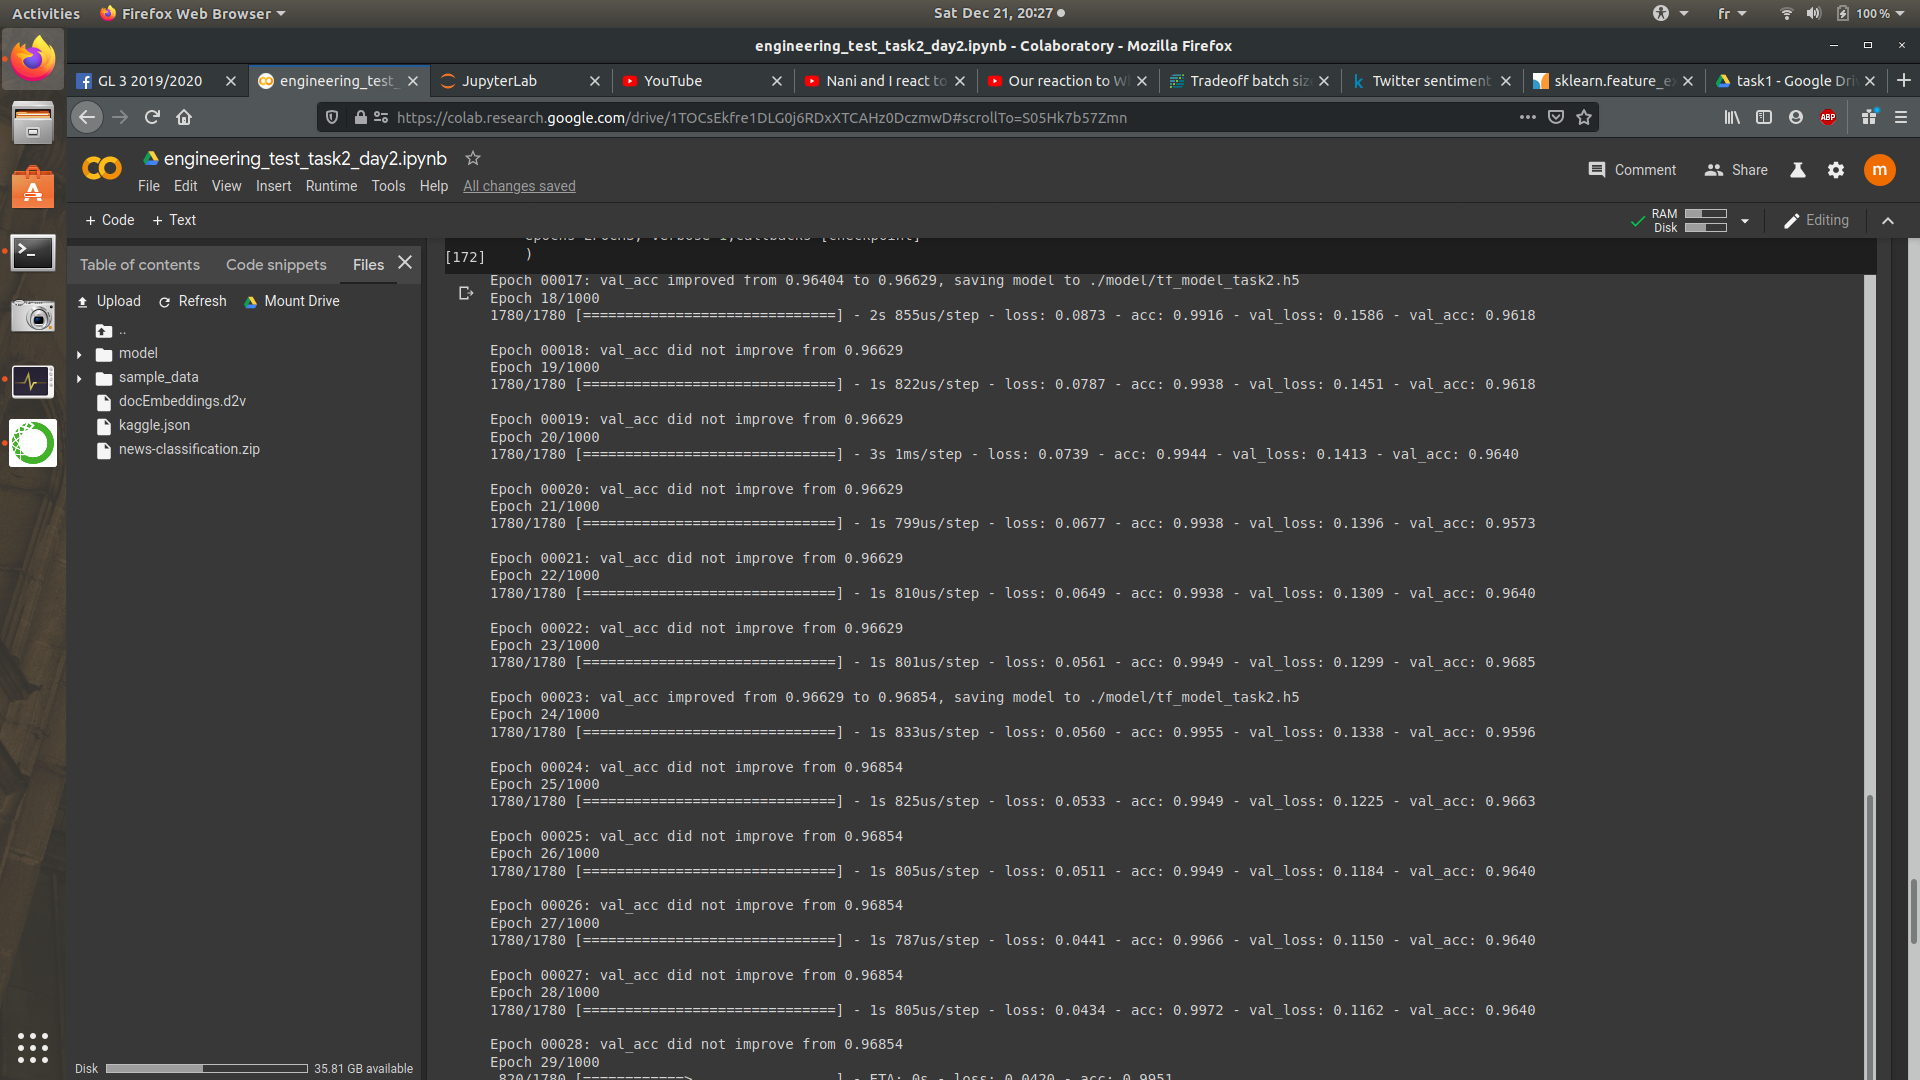 Activities Firefox Web Browser Sat Dec 21, 20:27 fr 100 %
engineering_test_task2_day2.ipynb - Colaboratory - Mozilla Firefox
GL 3 2019/2020 engineering_test_ JupyterLab YouTube Nani and I react to Our reaction to W Tradeoff batch siz Twitter sentiment sklearn.feature_e task1 - Google Dri
https://colab.research.google.com/drive/1TOCsEkfre1DLG0j6RDxXTCAHz0DczmwD#scrollTo=S05Hk7b57Zmn ABP
CO engineering_test_task2_day2.ipynb
File Edit View Insert Runtime Tools Help All changes saved Comment Share m
+ Code + Text RAM Disk Editing
Table of contents Code snippets Files
Upload Refresh Mount Drive
..
model
sample_data
docEmbeddings.d2v
kaggle.json
news-classification.zip
Disk 35.81 GB available
epochs=EPOCHS, verbose=1,callbacks=[checkpoint]
[172] )
Epoch 00017: val_acc improved from 0.96404 to 0.96629, saving model to ./model/tf_model_task2.h5
Epoch 18/1000
1780/1780 [==============================] - 2s 855us/step - loss: 0.0873 - acc: 0.9916 - val_loss: 0.1586 - val_acc: 0.9618
Epoch 00018: val_acc did not improve from 0.96629
Epoch 19/1000
1780/1780 [==============================] - 1s 822us/step - loss: 0.0787 - acc: 0.9938 - val_loss: 0.1451 - val_acc: 0.9618
Epoch 00019: val_acc did not improve from 0.96629
Epoch 20/1000
1780/1780 [==============================] - 3s 1ms/step - loss: 0.0739 - acc: 0.9944 - val_loss: 0.1413 - val_acc: 0.9640
Epoch 00020: val_acc did not improve from 0.96629
Epoch 21/1000
1780/1780 [==============================] - 1s 799us/step - loss: 0.0677 - acc: 0.9938 - val_loss: 0.1396 - val_acc: 0.9573
Epoch 00021: val_acc did not improve from 0.96629
Epoch 22/1000
1780/1780 [==============================] - 1s 810us/step - loss: 0.0649 - acc: 0.9938 - val_loss: 0.1309 - val_acc: 0.9640
Epoch 00022: val_acc did not improve from 0.96629
Epoch 23/1000
1780/1780 [==============================] - 1s 801us/step - loss: 0.0561 - acc: 0.9949 - val_loss: 0.1299 - val_acc: 0.9685
Epoch 00023: val_acc improved from 0.96629 to 0.96854, saving model to ./model/tf_model_task2.h5
Epoch 24/1000
1780/1780 [==============================] - 1s 833us/step - loss: 0.0560 - acc: 0.9955 - val_loss: 0.1338 - val_acc: 0.9596
Epoch 00024: val_acc did not improve from 0.96854
Epoch 25/1000
1780/1780 [==============================] - 1s 825us/step - loss: 0.0533 - acc: 0.9949 - val_loss: 0.1225 - val_acc: 0.9663
Epoch 00025: val_acc did not improve from 0.96854
Epoch 26/1000
1780/1780 [==============================] - 1s 805us/step - loss: 0.0511 - acc: 0.9949 - val_loss: 0.1184 - val_acc: 0.9640
Epoch 00026: val_acc did not improve from 0.96854
Epoch 27/1000
1780/1780 [==============================] - 1s 787us/step - loss: 0.0441 - acc: 0.9966 - val_loss: 0.1150 - val_acc: 0.9640
Epoch 00027: val_acc did not improve from 0.96854
Epoch 28/1000
1780/1780 [==============================] - 1s 805us/step - loss: 0.0434 - acc: 0.9972 - val_loss: 0.1162 - val_acc: 0.9640
Epoch 00028: val_acc did not improve from 0.96854
Epoch 29/1000
820/1780 [============>.................] - ETA: 0s - loss: 0.0420 - acc: 0.9951